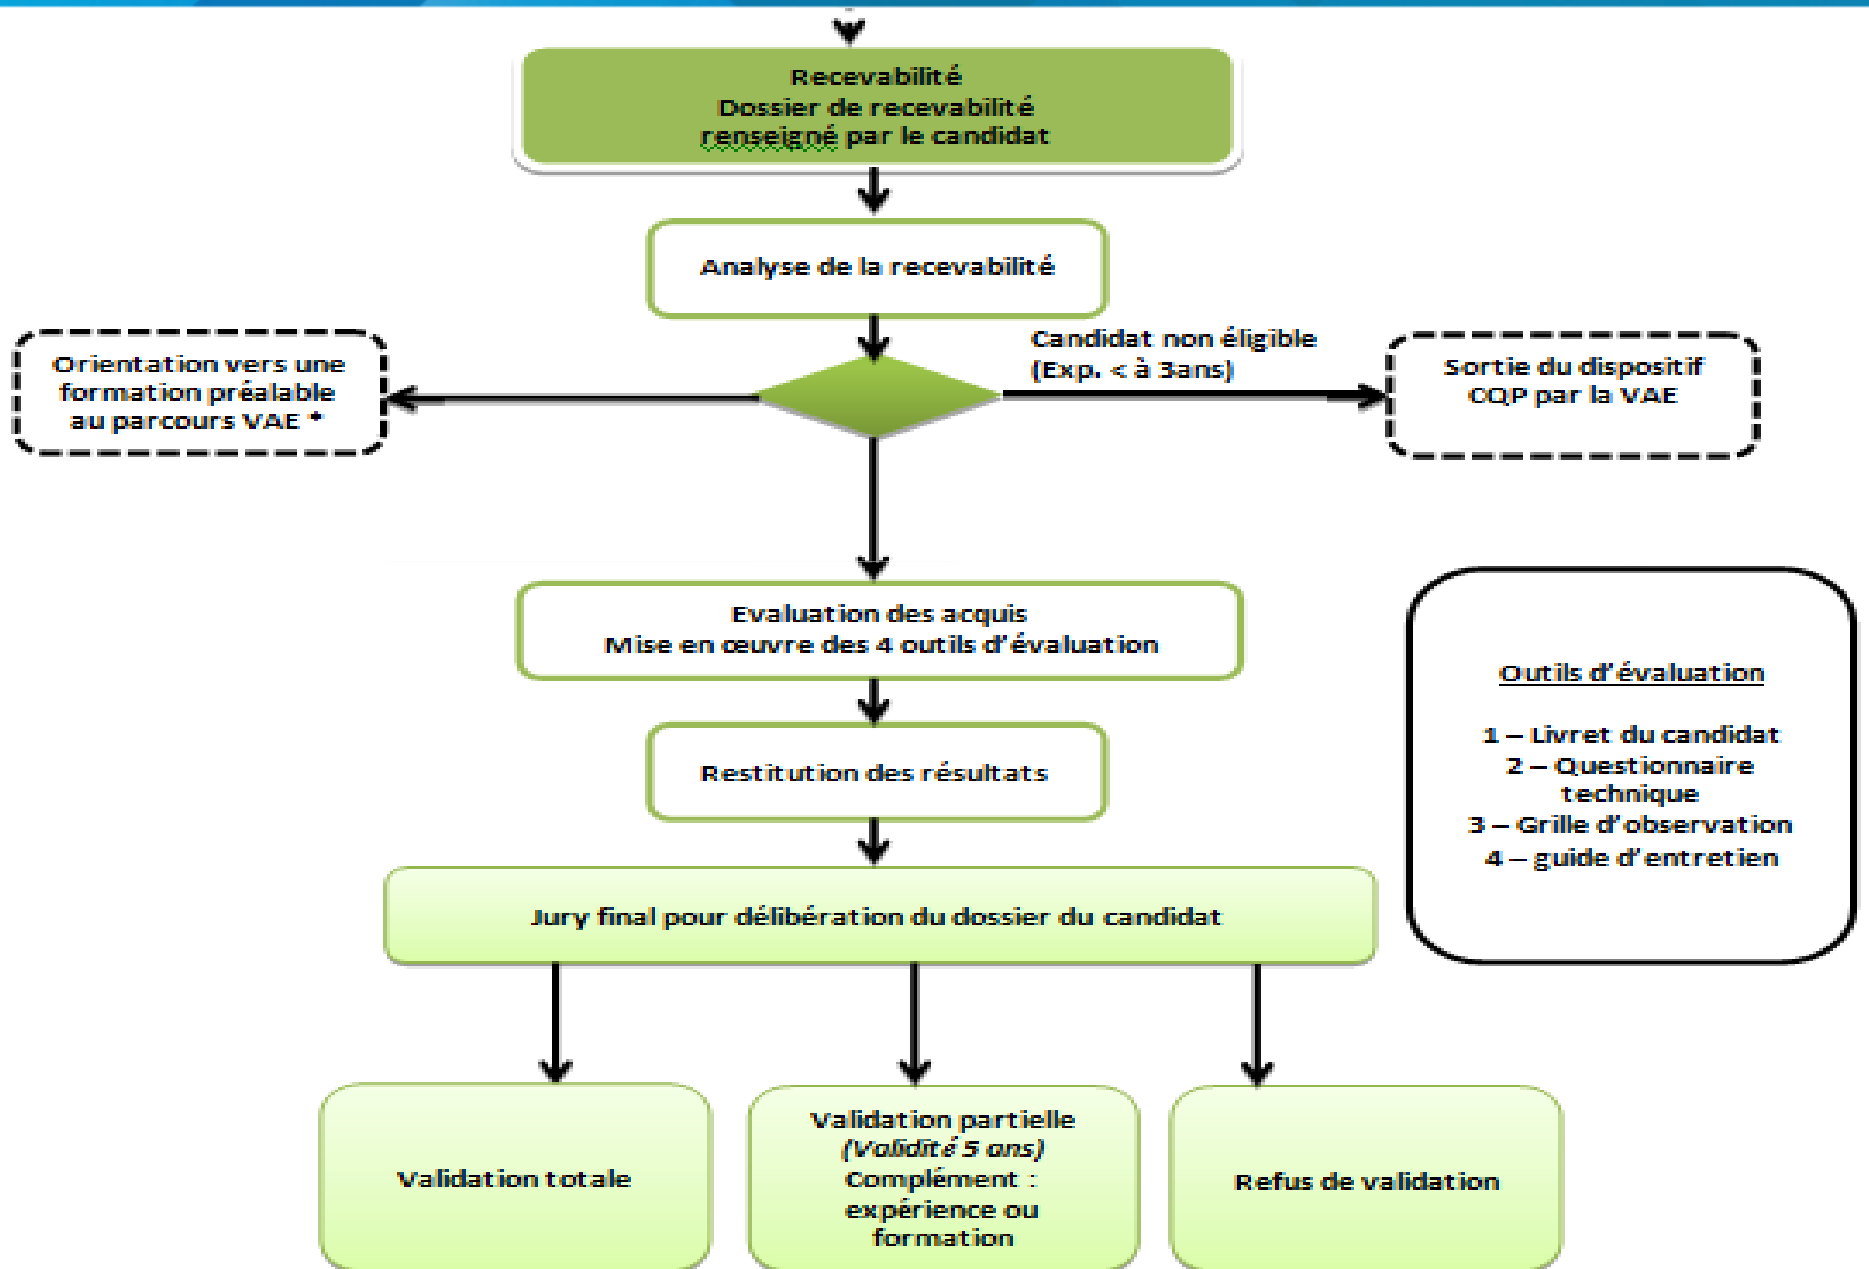 Recevabilité
Dossier de recevabilité
renseigné par le candidat
Analyse de la recevabilité
Candidat non éligible
(Exp. < à 3ans)
Orientation vers une
formation préalable
au parcours VAE *
Sortie du dispositif
CQP par la VAE
Evaluation des acquis
Mise en œuvre des 4 outils d'évaluation
Restitution des résultats
Outils d'évaluation
1 – Livret du candidat
2 – Questionnaire
technique
3 – Grille d'observation
4 – guide d'entretien
Jury final pour délibération du dossier du candidat
Validation totale
Validation partielle
(Validité 5 ans)
Complément :
expérience ou
formation
Refus de validation